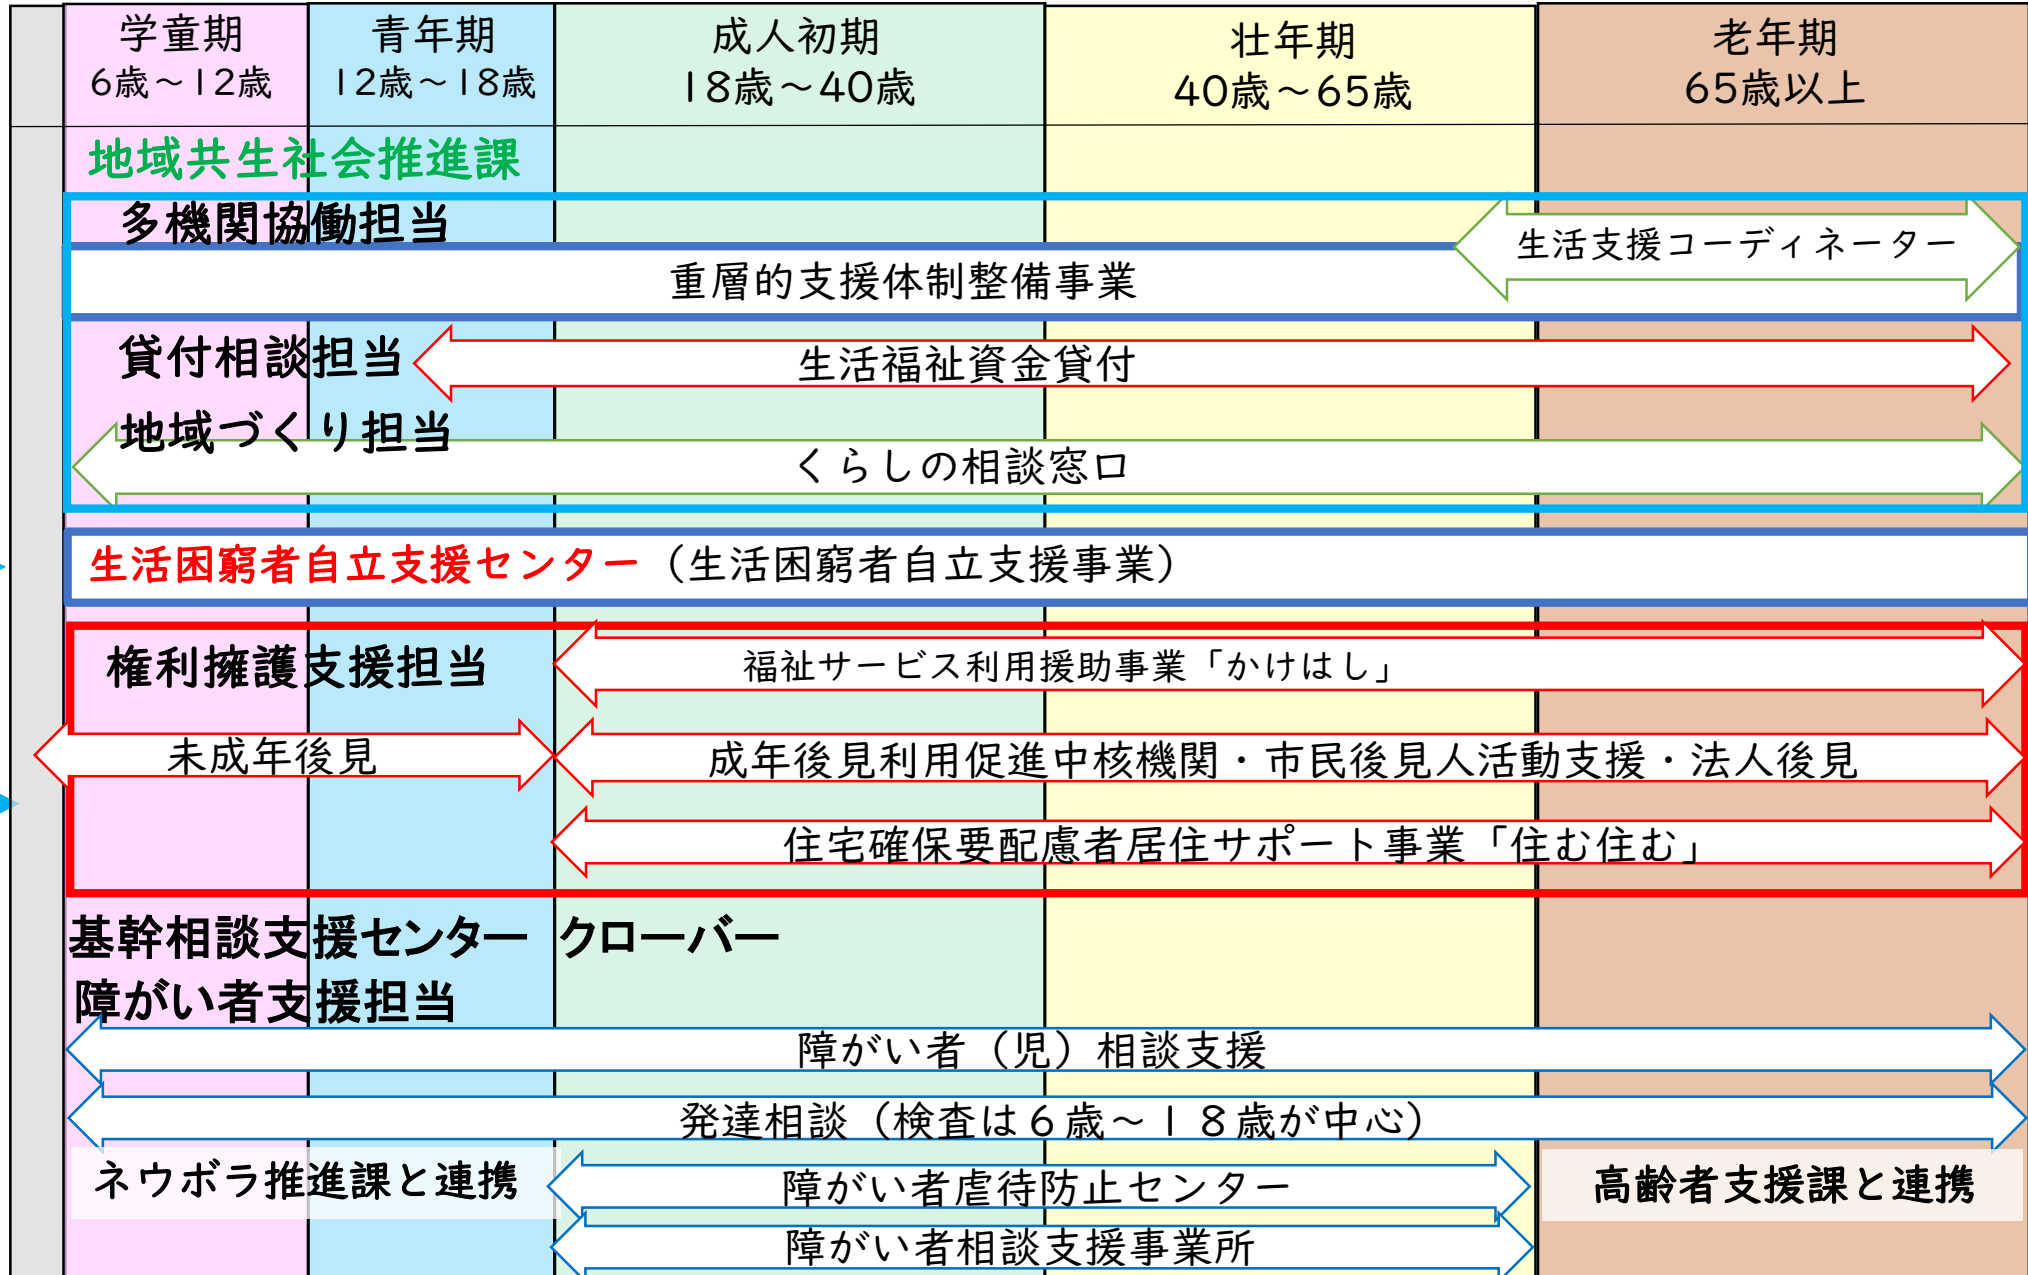 学童期
6歳～12歳
青年期
12歳～18歳
成人初期
18歳～40歳
壮年期
40歳～65歳
老年期
65歳以上
地域共生社会推進課
多機関協働担当
生活支援コーディネーター
重層的支援体制整備事業
貸付相談担当
生活福祉資金貸付
地域づくり担当
くらしの相談窓口
生活困窮者自立支援センター（生活困窮者自立支援事業）
権利擁護支援担当
福祉サービス利用援助事業「かけはし」
未成年後見
成年後見利用促進中核機関・市民後見人活動支援・法人後見
住宅確保要配慮者居住サポート事業「住む住む」
基幹相談支援センター　クローバー
障がい者支援担当
障がい者（児）相談支援
発達相談（検査は６歳～１８歳が中心）
ネウボラ推進課と連携
障がい者虐待防止センター
高齢者支援課と連携
障がい者相談支援事業所